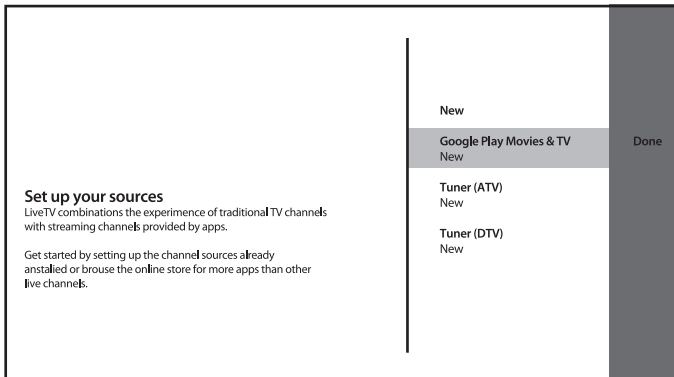 Set up your sources
LiveTV combinations the experimence of traditional TV channels
with streaming channels provided by apps.
Get started by setting up the channel sources already
anstalied or brouse the online store for more apps than other
live channels.
New
Google Play Movies & TV
New
Tuner (ATV)
New
Tuner (DTV)
New
Done